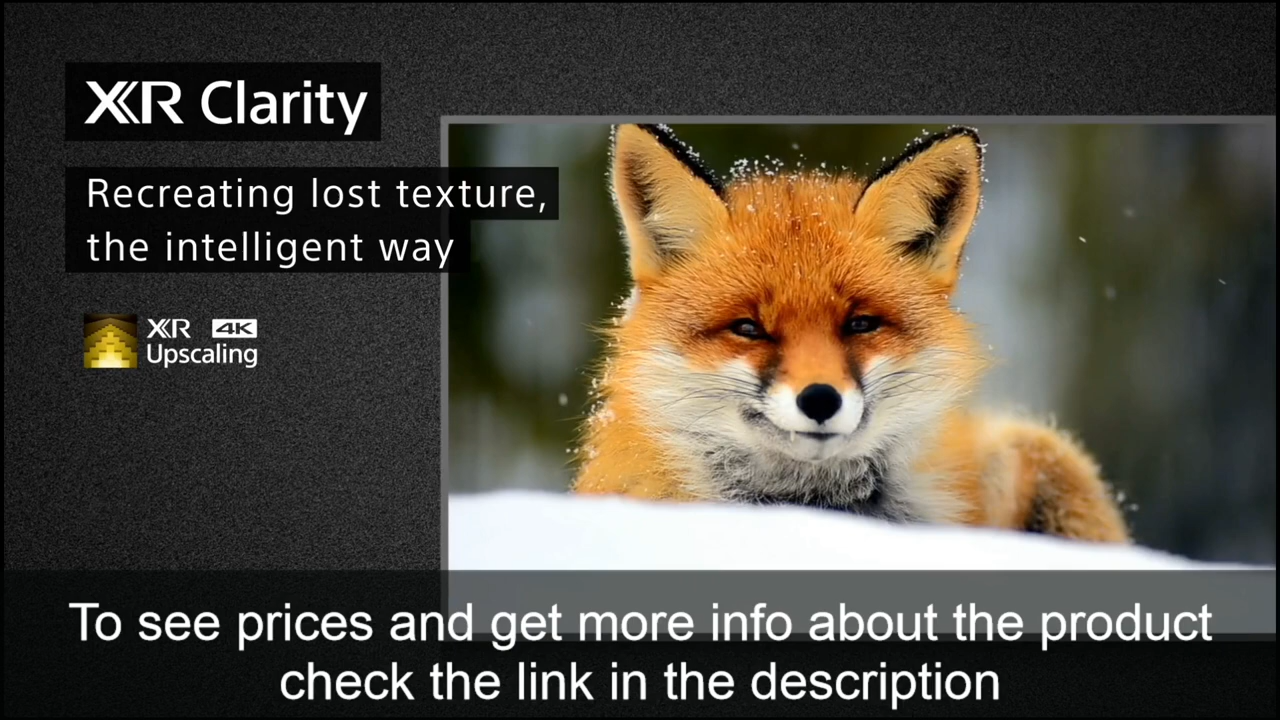 XR Clarity
Recreating lost texture,
the intelligent way
XR 4K
Upscaling
To see prices and get more info about the product
check the link in the description